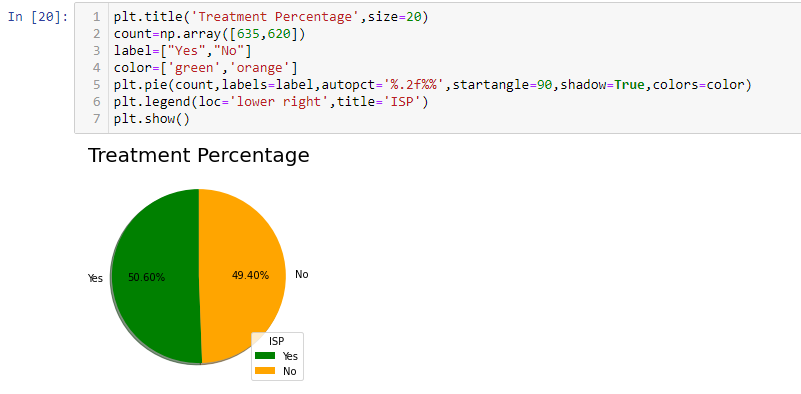 In [20]:
1 plt.title('Treatment Percentage',size=20)
2 count=np.array([635,620])
3 label=["Yes","No"]
4 color=['green','orange']
5 plt.pie(count,labels=label,autopct='%.2f%%',startangle=90,shadow=True,colors=color)
6 plt.legend(loc='lower right',title='ISP')
7 plt.show()
Treatment Percentage
Yes
50.60%
49.40%
No
ISP
Yes
No